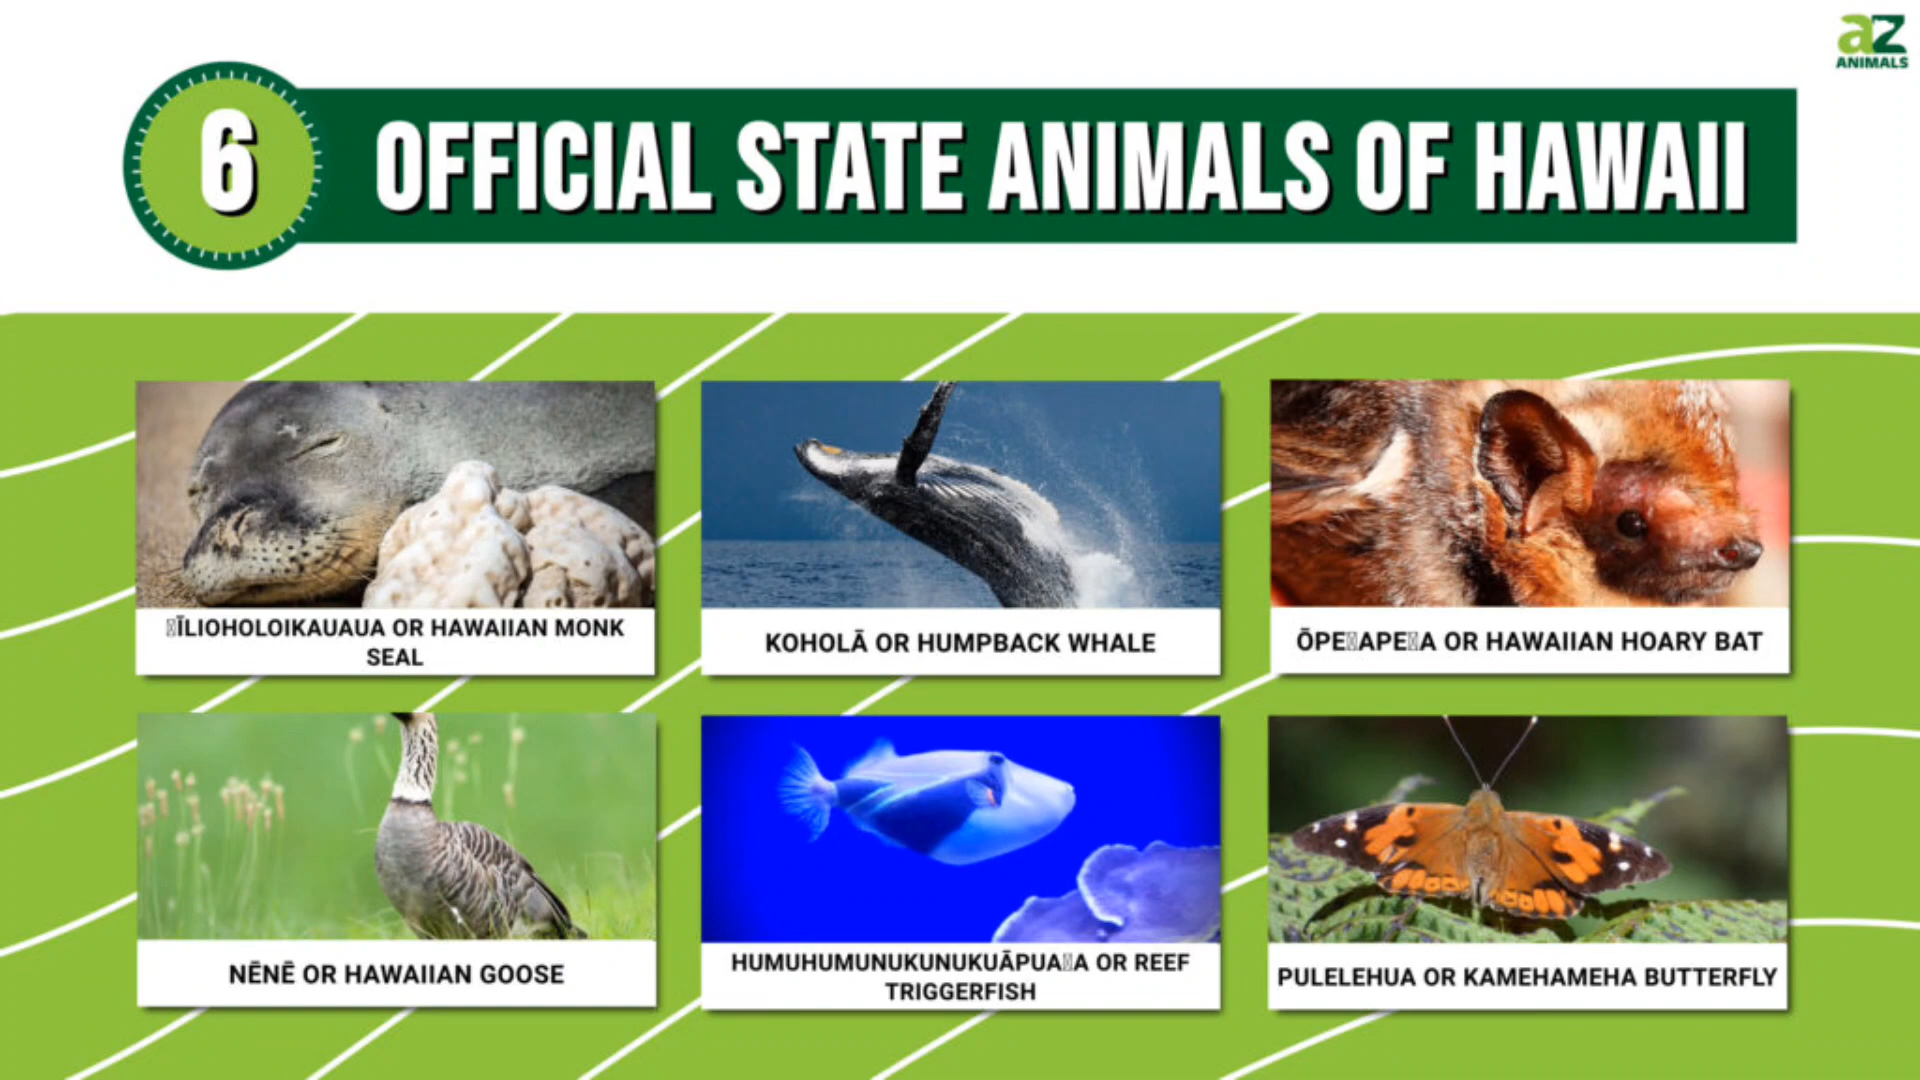 az
ANIMALS
6
OFFICIAL STATE ANIMALS OF HAWAII
▯ĪLIOHOLOIKAUAUA OR HAWAIIAN MONK
SEAL
KOHOLĀ OR HUMPBACK WHALE
ŌPE▯APE▯A OR HAWAIIAN HOARY BAT
NĒNĒ OR HAWAIIAN GOOSE
HUMUHUMUNUKUNUKUĀPUA▯A OR REEF
TRIGGERFISH
PULELEHUA OR KAMEHAMEHA BUTTERFLY